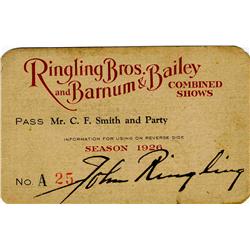 Ringling Bros.
and Barnum & Bailey
COMBINED
SHOWS
PASS Mr. C. F. Smith and Party
INFORMATION FOR USING ON REVERSE SIDE
SEASON 1926
No. A 25
John Ringling